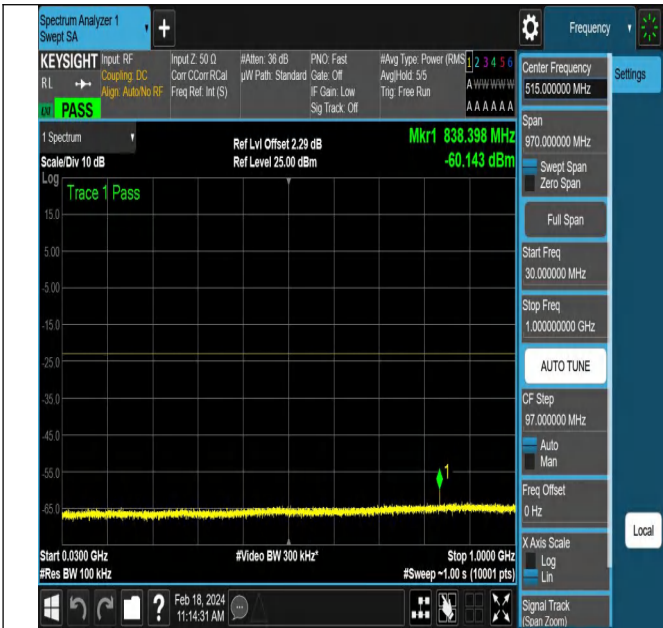 Spectrum Analyzer 1
Swept SA
+
Frequency
KEYSIGHT
RL
PASS
Input: RF
Coupling: DC
Align: Auto/No RF
Input Z: 50 Ω
Corr CCorr RCal
Freq Ref: Int (S)
#Atten: 36 dB
µW Path: Standard
PNO: Fast
Gate: Off
IF Gain: Low
Sig Track: Off
#Avg Type: Power (RMS
Avg|Hold: 5/5
Trig: Free Run
1 2 3 4 5 6
A W W W W W
A A A A A A
1 Spectrum
Scale/Div 10 dB
Log
Ref Lvl Offset 2.29 dB
Ref Level 25.00 dBm
Mkr1 838.398 MHz
-60.143 dBm
Trace 1 Pass
15.0
5.00
-5.00
-15.0
-25.0
-35.0
-45.0
-55.0
-65.0
1
Start 0.0300 GHz
#Res BW 100 kHz
#Video BW 300 kHz*
Stop 1.0000 GHz
#Sweep ~1.00 s (10001 pts)
Center Frequency
515.000000 MHz
Settings
Span
970.000000 MHz
Swept Span
Zero Span
Full Span
Start Freq
30.000000 MHz
Stop Freq
1.000000000 GHz
AUTO TUNE
CF Step
97.000000 MHz
Auto
Man
Freq Offset
0 Hz
Local
X Axis Scale
Log
Lin
Signal Track
(Span Zoom)
?
Feb 18, 2024
11:14:31 AM